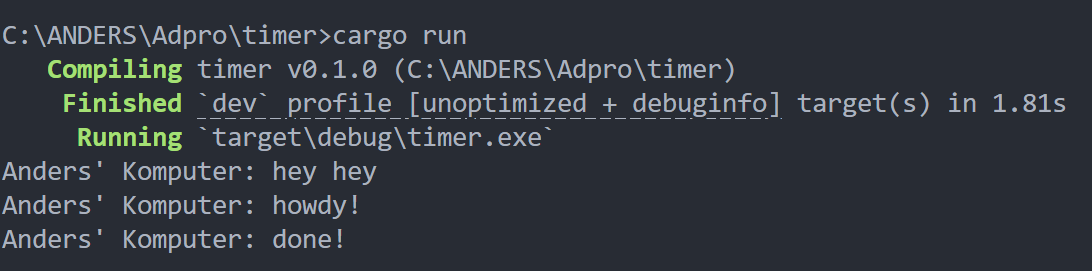 C:\ANDERS\Adpro\timer>cargo run
Compiling timer v0.1.0 (C:\ANDERS\Adpro\timer)
Finished `dev` profile [unoptimized + debuginfo] target(s) in 1.81s
Running `target\debug\timer.exe`
Anders' Komputer: hey hey
Anders' Komputer: howdy!
Anders' Komputer: done!